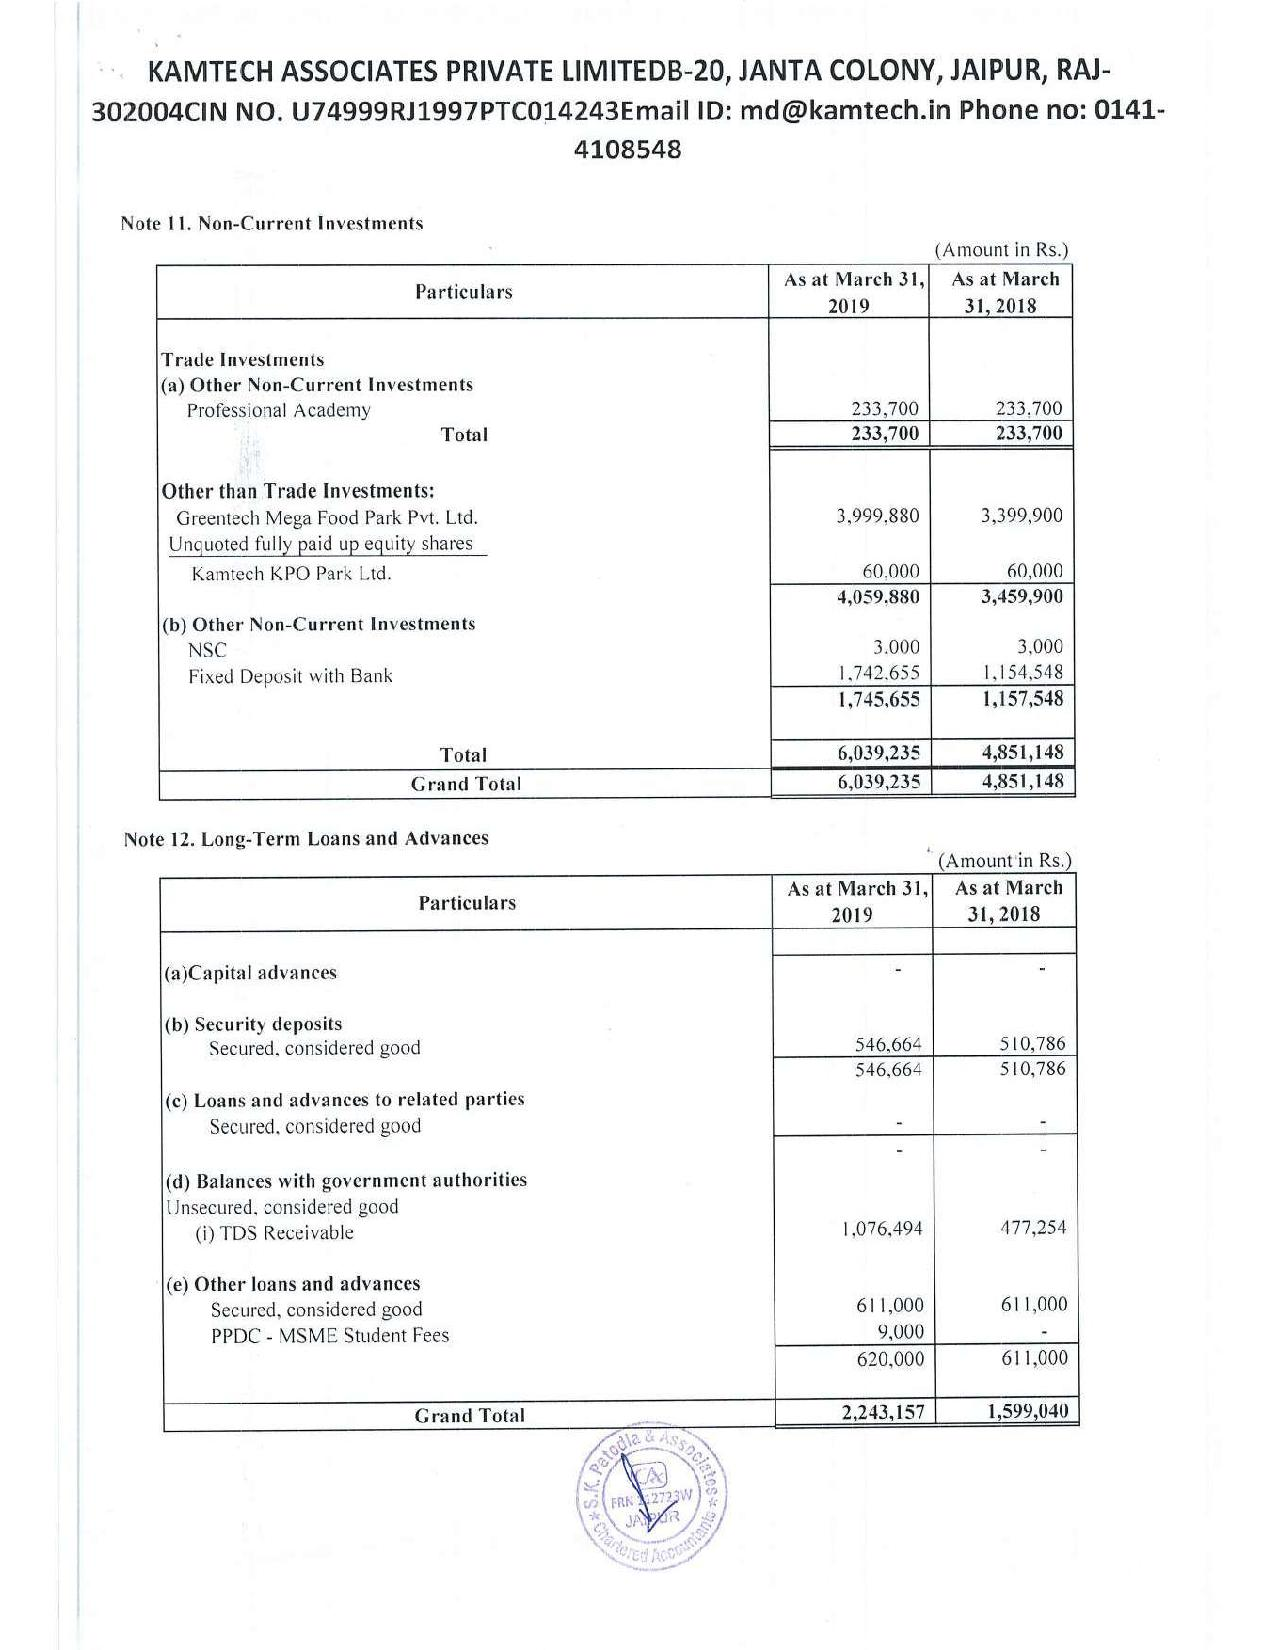 KAMTECH ASSOCIATES PRIVATE LIMITEDB-20, JANTA COLONY, JAIPUR, RAJ-
302004CIN NO. U74999RJ1997PTC014243Email ID: md@kamtech.in Phone no: 0141-
4108548
Note 11. Non-Current Investments
(Amount in Rs.)
Particulars As at March 31, 2019 As at March 31, 2018
Trade Investments
(a) Other Non-Current Investments
Professional Academy 233,700 233,700
Total 233,700 233,700
Other than Trade Investments:
Greentech Mega Food Park Pvt. Ltd. 3,999,880 3,399,900
Unquoted fully paid up equity shares
Kamtech KPO Park Ltd. 60,000 60,000
4,059,880 3,459,900
(b) Other Non-Current Investments
NSC 3,000 3,000
Fixed Deposit with Bank 1,742,655 1,154,548
1,745,655 1,157,548
Total 6,039,235 4,851,148
Grand Total 6,039,235 4,851,148
Note 12. Long-Term Loans and Advances
(Amount in Rs.)
Particulars As at March 31, 2019 As at March 31, 2018
(a)Capital advances - -
(b) Security deposits
Secured, considered good 546,664 510,786
546,664 510,786
(c) Loans and advances to related parties
Secured, considered good - -
- -
(d) Balances with government authorities
Unsecured, considered good
(i) TDS Receivable 1,076,494 477,254
(e) Other loans and advances
Secured, considered good 611,000 611,000
PPDC - MSME Student Fees 9,000 -
620,000 611,000
Grand Total 2,243,157 1,599,040
S.K. Patodia & Associates
CA
FRN 112723W
JAIPUR
Chartered Accountants